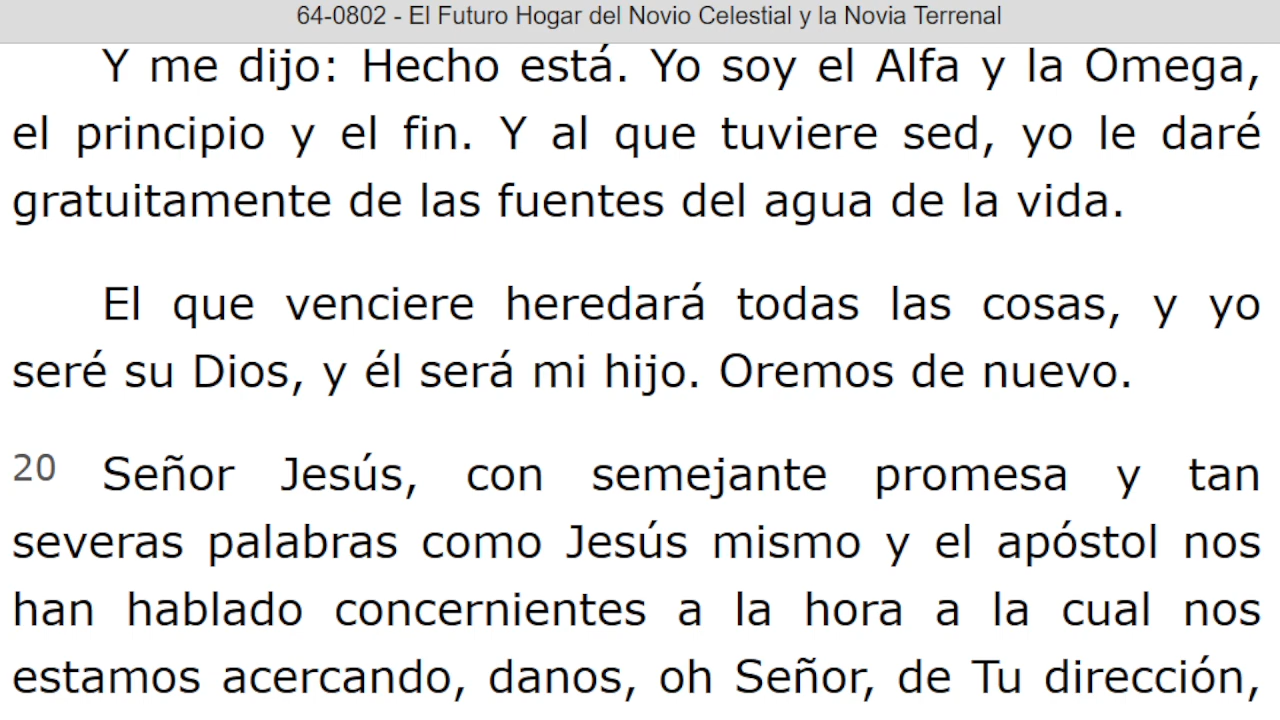 64-0802 - El Futuro Hogar del Novio Celestial y la Novia Terrenal
Y me dijo: Hecho está. Yo soy el Alfa y la Omega,
el principio y el fin. Y al que tuviere sed, yo le daré
gratuitamente de las fuentes del agua de la vida.
El que venciere heredará todas las cosas, y yo
seré su Dios, y él será mi hijo. Oremos de nuevo.
20 Señor Jesús, con semejante promesa y tan
severas palabras como Jesús mismo y el apóstol nos
han hablado concernientes a la hora a la cual nos
estamos acercando, danos, oh Señor, de Tu dirección,